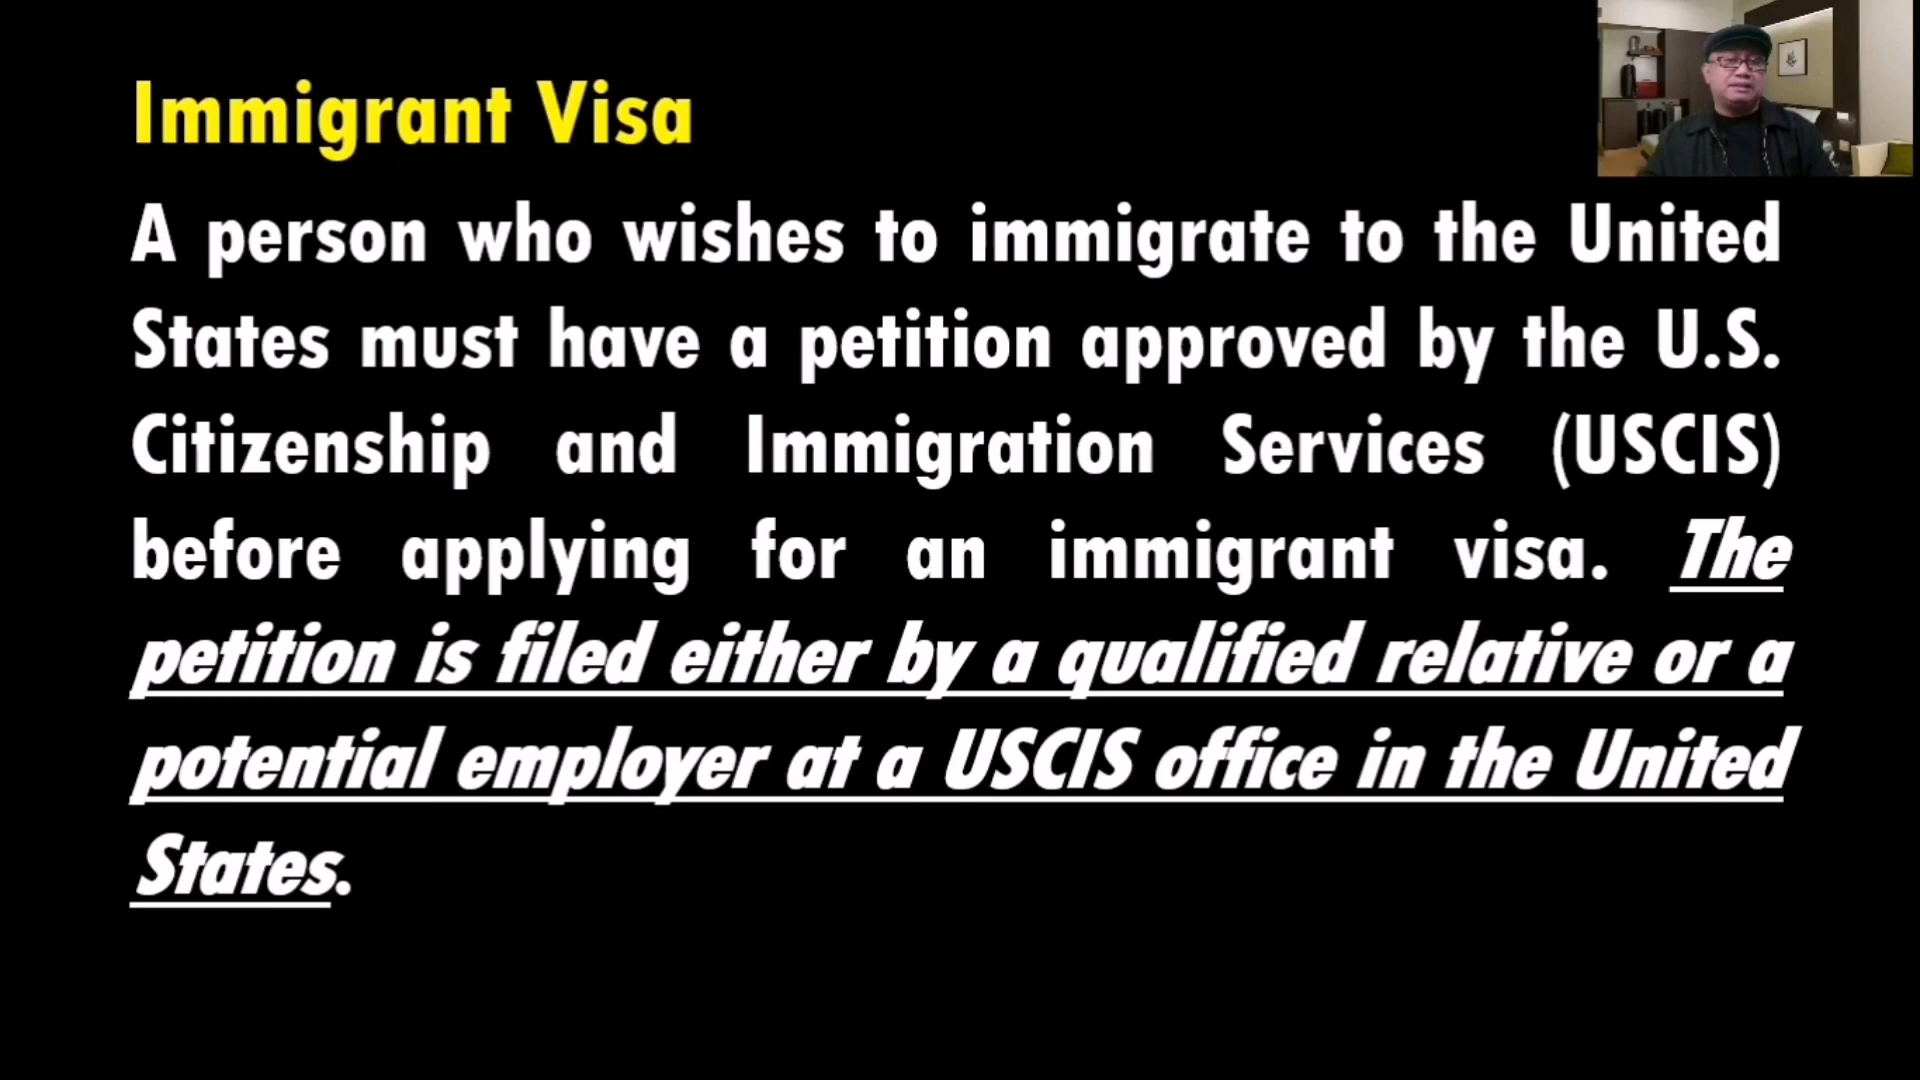 Immigrant Visa
A person who wishes to immigrate to the United
States must have a petition approved by the U.S.
Citizenship and Immigration Services (USCIS)
before applying for an immigrant visa. The
petition is filed either by a qualified relative or a
potential employer at a USCIS office in the United
States.